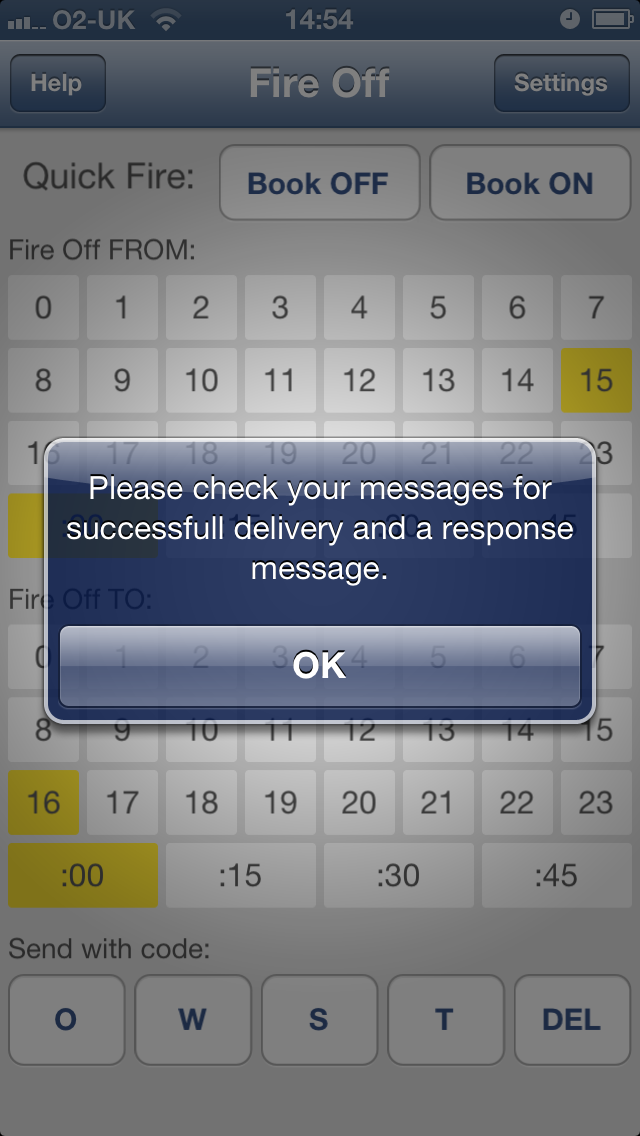 O2-UK 14:54
Help Fire Off Settings
Quick Fire: Book OFF Book ON
Fire Off FROM:
0 1 2 3 4 5 6 7
8 9 10 11 12 13 14 15
16 17 18 19 20 21 22 23
:00 :15 :30 :45
Please check your messages for
successfull delivery and a response
message.
Fire Off TO:
0 1 2 3 4 5 6 7
OK
8 9 10 11 12 13 14 15
16 17 18 19 20 21 22 23
:00 :15 :30 :45
Send with code:
O W S T DEL